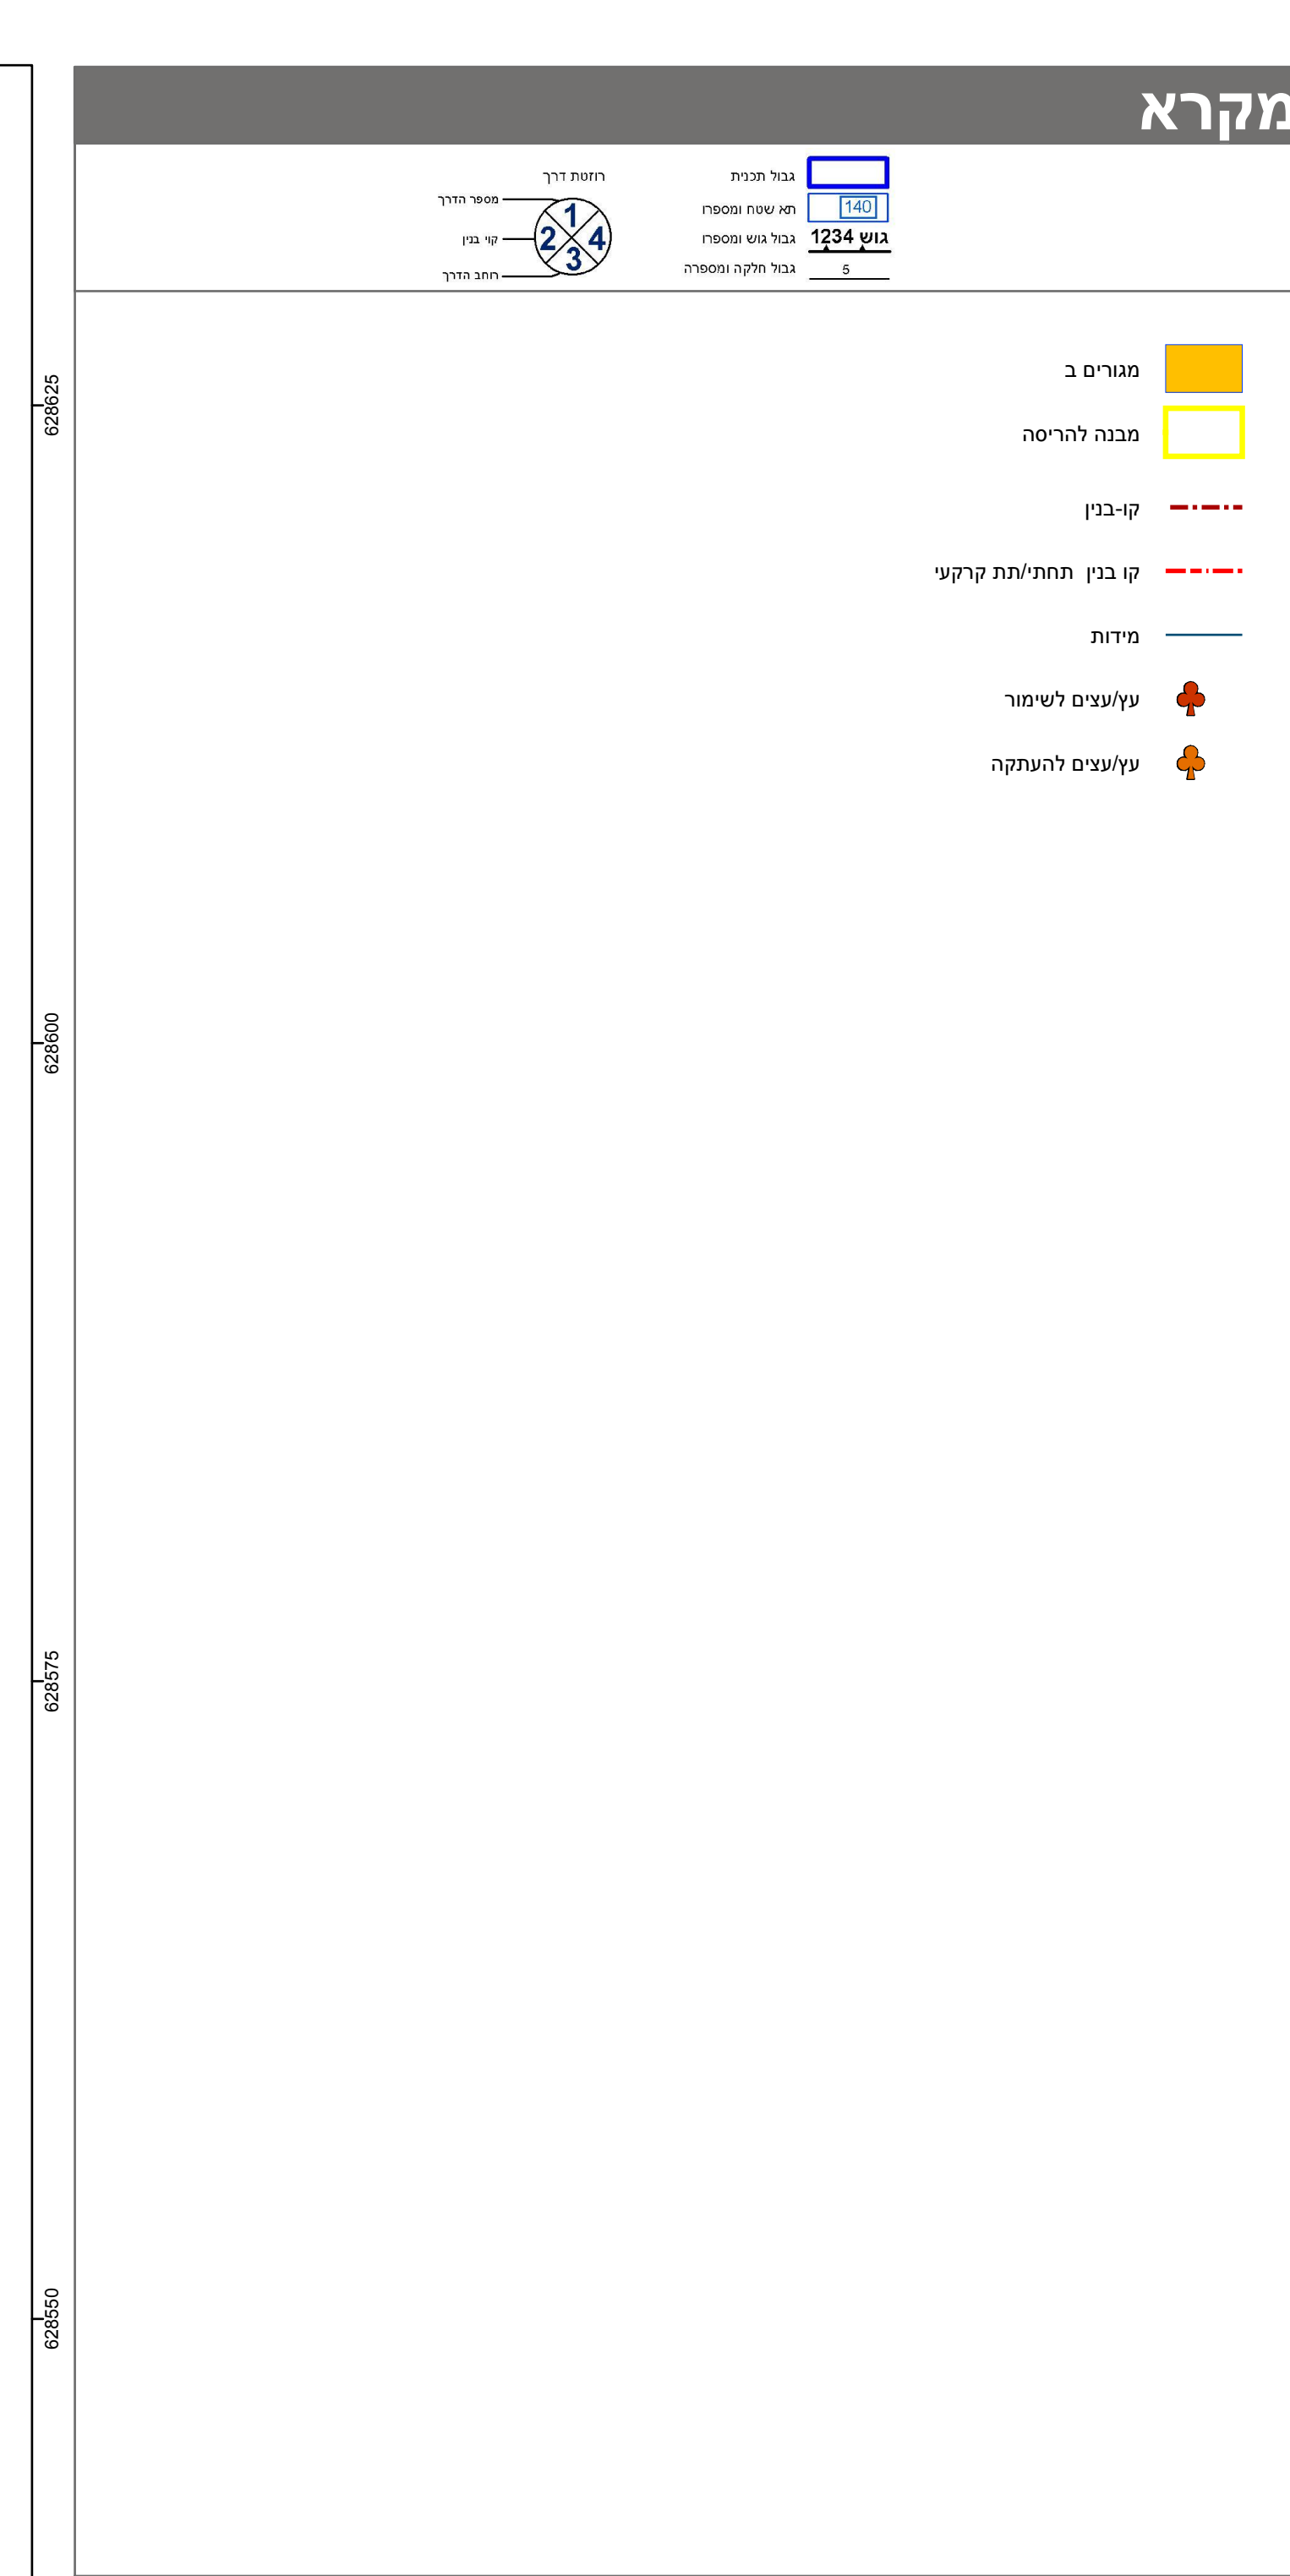 מקרא
גבול תכנית
140
תא שטח ומספרו
גוש 1234
גבול גוש ומספרו
5
גבול חלקה ומספרה
רוזטת דרך
מספר הדרך
קוי בנין
רוחב הדרך
1
2 4
3
מגורים ב
מבנה להריסה
קו-בנין
קו בנין תחתי/תת קרקעי
מידות
עץ/עצים לשימור
עץ/עצים להעתקה
628625
628600
628575
628550